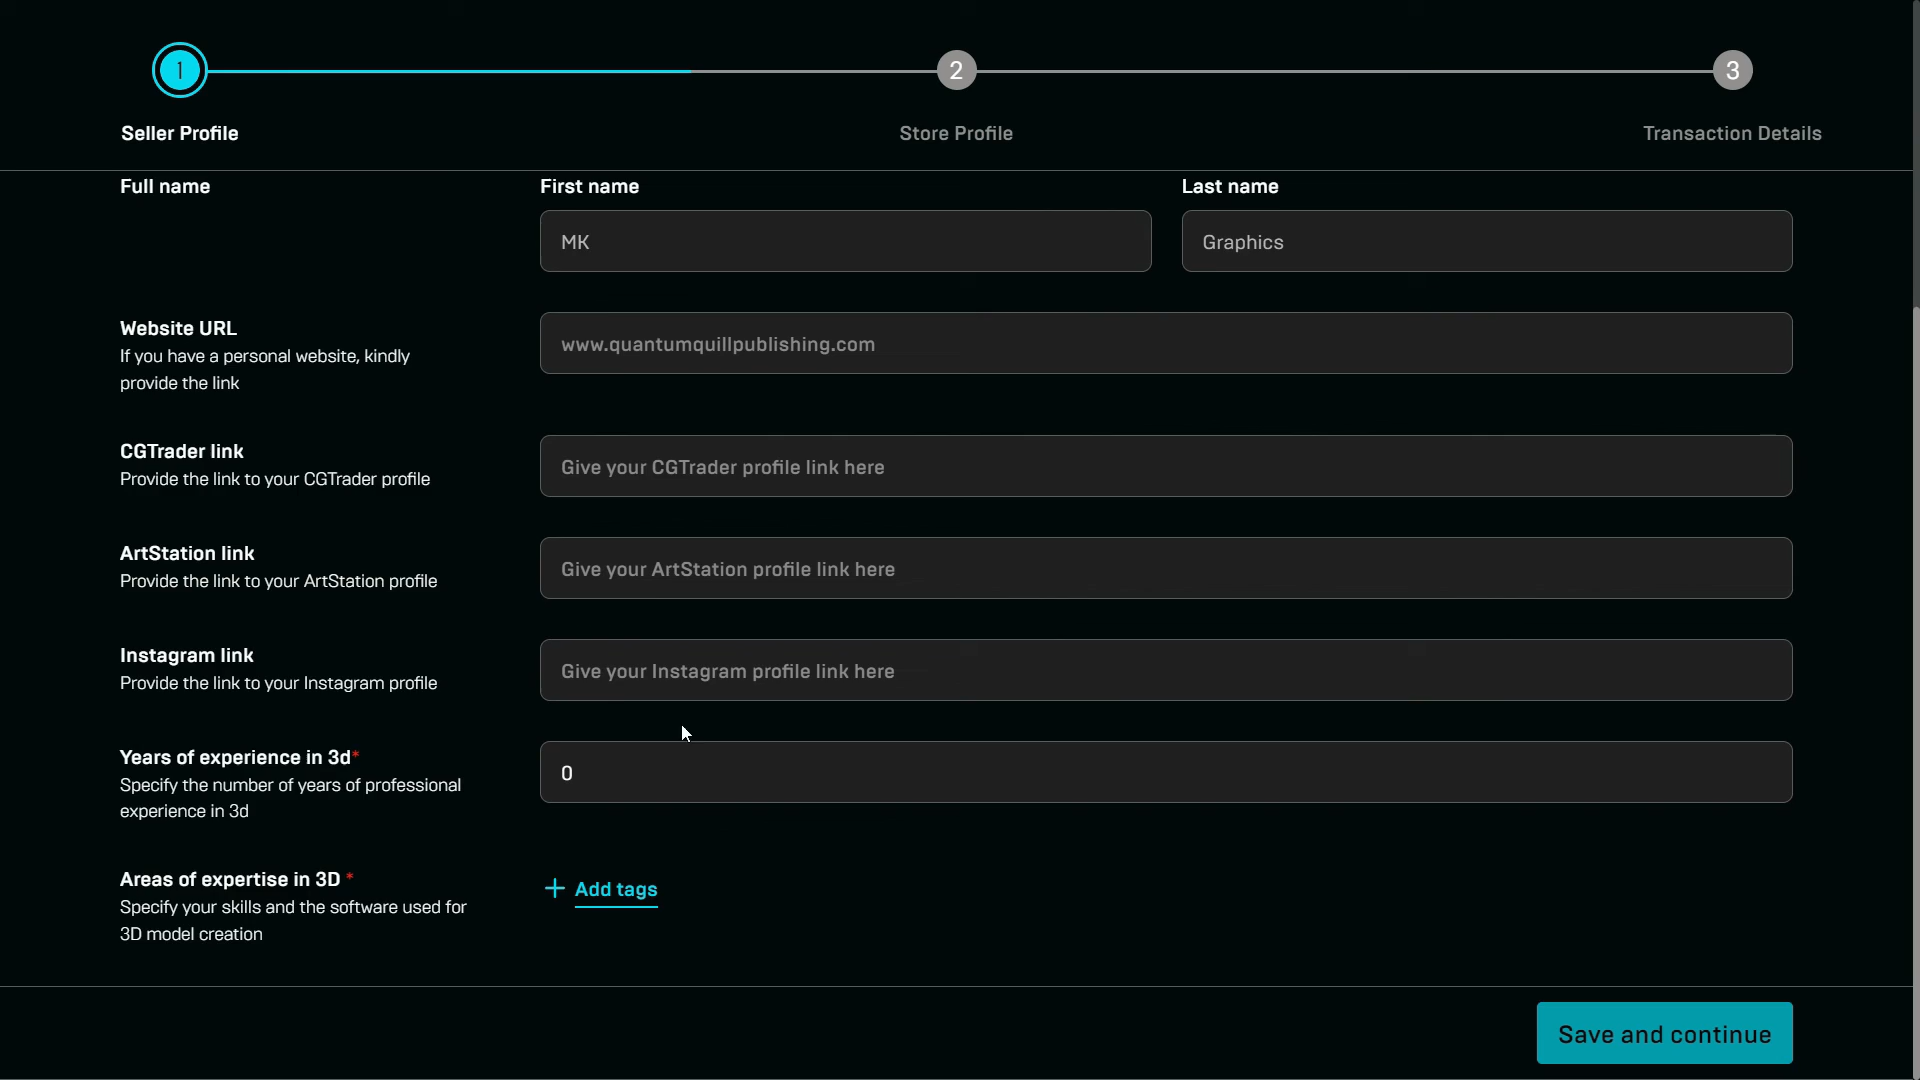 1
2
3
Seller Profile
Store Profile
Transaction Details
Full name
First name
Last name
MK
Graphics
Website URL
If you have a personal website, kindly
provide the link
www.quantumquillpublishing.com
CGTrader link
Provide the link to your CGTrader profile
Give your CGTrader profile link here
ArtStation link
Provide the link to your ArtStation profile
Give your ArtStation profile link here
Instagram link
Provide the link to your Instagram profile
Give your Instagram profile link here
Years of experience in 3d*
Specify the number of years of professional
experience in 3d
0
Areas of expertise in 3D *
Specify your skills and the software used for
3D model creation
+ Add tags
Save and continue